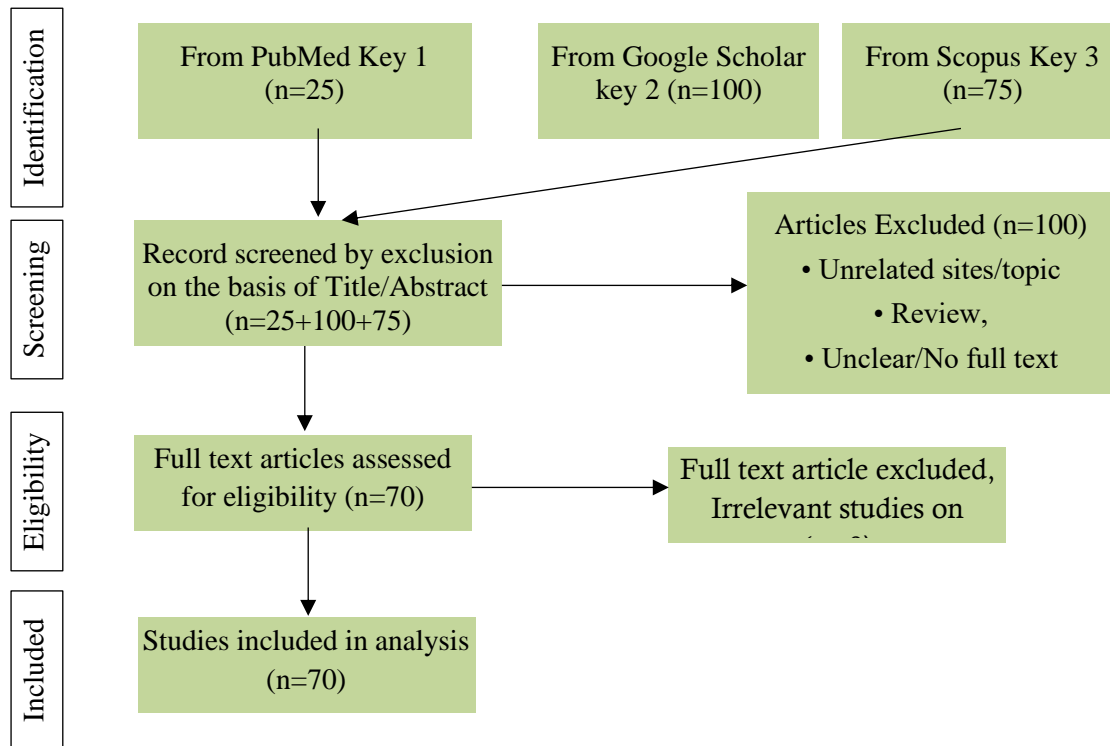 Identification
From PubMed Key 1
(n=25)
From Google Scholar
key 2 (n=100)
From Scopus Key 3
(n=75)
Screening
Record screened by exclusion
on the basis of Title/Abstract
(n=25+100+75)
Articles Excluded (n=100)
• Unrelated sites/topic
• Review,
• Unclear/No full text
Eligibility
Full text articles assessed
for eligibility (n=70)
Full text article excluded,
Irrelevant studies on
Included
Studies included in analysis
(n=70)